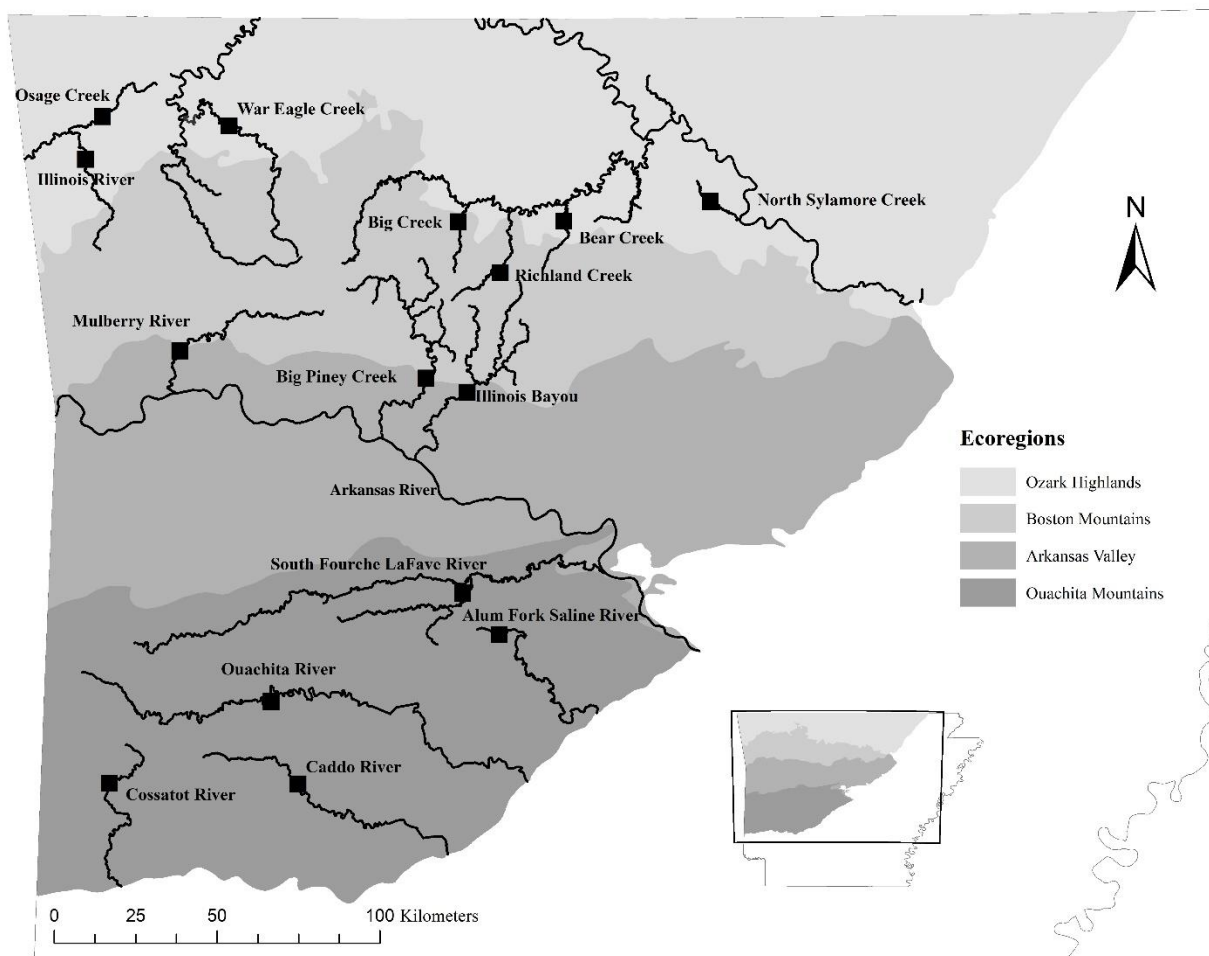 Osage Creek
War Eagle Creek
Illinois River
North Sylamore Creek
Big Creek
Bear Creek
N
Richland Creek
Mulberry River
Big Piney Creek
Illinois Bayou
Arkansas River
Ecoregions
Ozark Highlands
Boston Mountains
Arkansas Valley
Ouachita Mountains
South Fourche LaFave River
Alum Fork Saline River
Ouachita River
Caddo River
Cossatot River
0 25 50 100 Kilometers